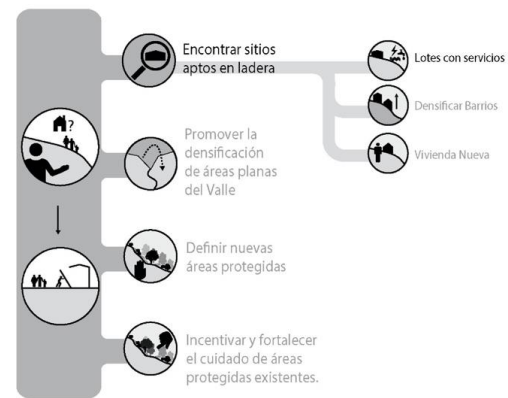 Encontrar sitios
aptos en ladera
Lotes con servicios
Densificar Barrios
Vivienda Nueva
?
Promover la
densificación
de áreas planas
del Valle
Definir nuevas
áreas protegidas
Incentivar y fortalecer
el cuidado de áreas
protegidas existentes.